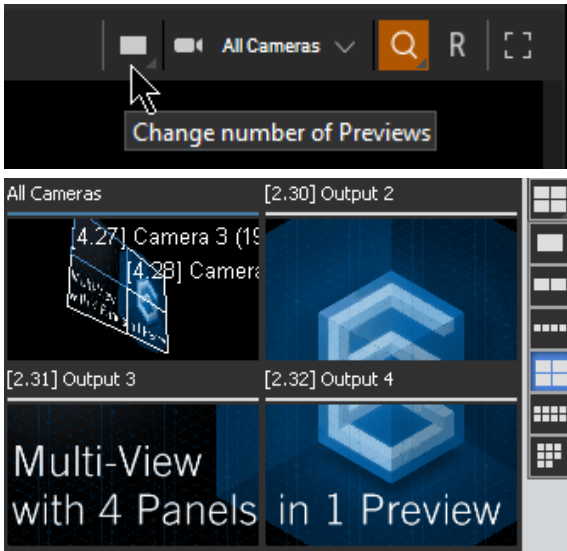 All Cameras
R
Change number of Previews
All Cameras
[2.30] Output 2
[4.27] Camera 3 (19
[4.28] Camera
[2.31] Output 3
[2.32] Output 4
Multi-View
with 4 Panels in 1 Preview